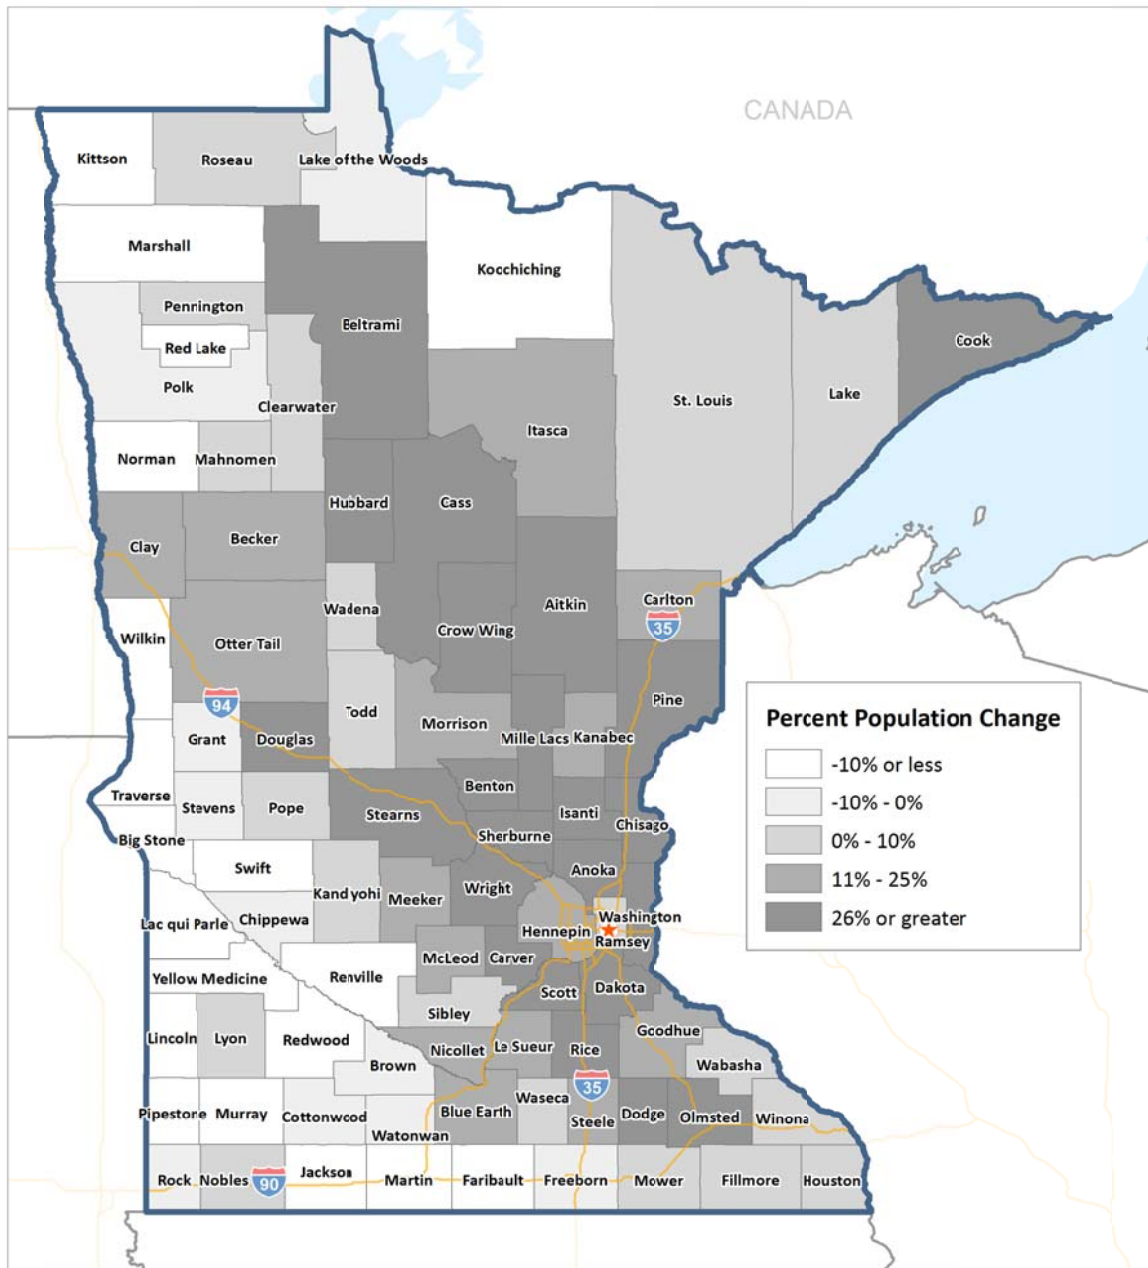 CANADA
Kittson
Roseau
Lake of the Woods
Marshall
Koochiching
Pennington
Beltrami
Cook
Red Lake
Polk
Clearwater
St. Louis
Lake
Itasca
Norman
Mahnomen
Hubbard
Cass
Clay
Becker
Wadena
Aitkin
Carlton
35
Crow Wing
Wilkin
Otter Tail
94
Pine
Todd
Morrison
Grant
Douglas
Mille Lacs
Kanabec
Percent Population Change
-10% or less
-10% - 0%
0% - 10%
11% - 25%
26% or greater
Traverse
Stevens
Pope
Benton
Stearns
Isanti
Chisago
Big Stone
Sherburne
Swift
Anoka
Kandiyohi
Meeker
Wright
Lac qui Parle
Chippewa
Washington
Hennepin
Ramsey
McLeod
Carver
Yellow Medicine
Renville
Scott
Dakota
Sibley
Goodhue
Lincoln
Lyon
Redwood
Nicollet
Le Sueur
Rice
Brown
Wabasha
35
Pipestone
Murray
Cottonwood
Watonwan
Blue Earth
Waseca
Steele
Dodge
Olmsted
Winona
Rock
Nobles
90
Jackson
Martin
Faribault
Freeborn
Mower
Fillmore
Houston